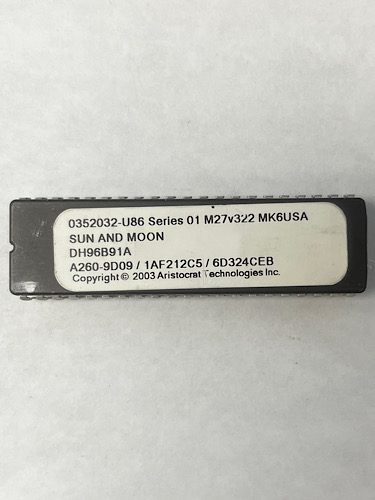 0352032-U86 Series 01 M27v322 MK6USA
SUN AND MOON
DH96B91A
A260-9D09 / 1AF212C5 / 6D324CEB
Copyright © 2003 Aristocrat Technologies Inc.